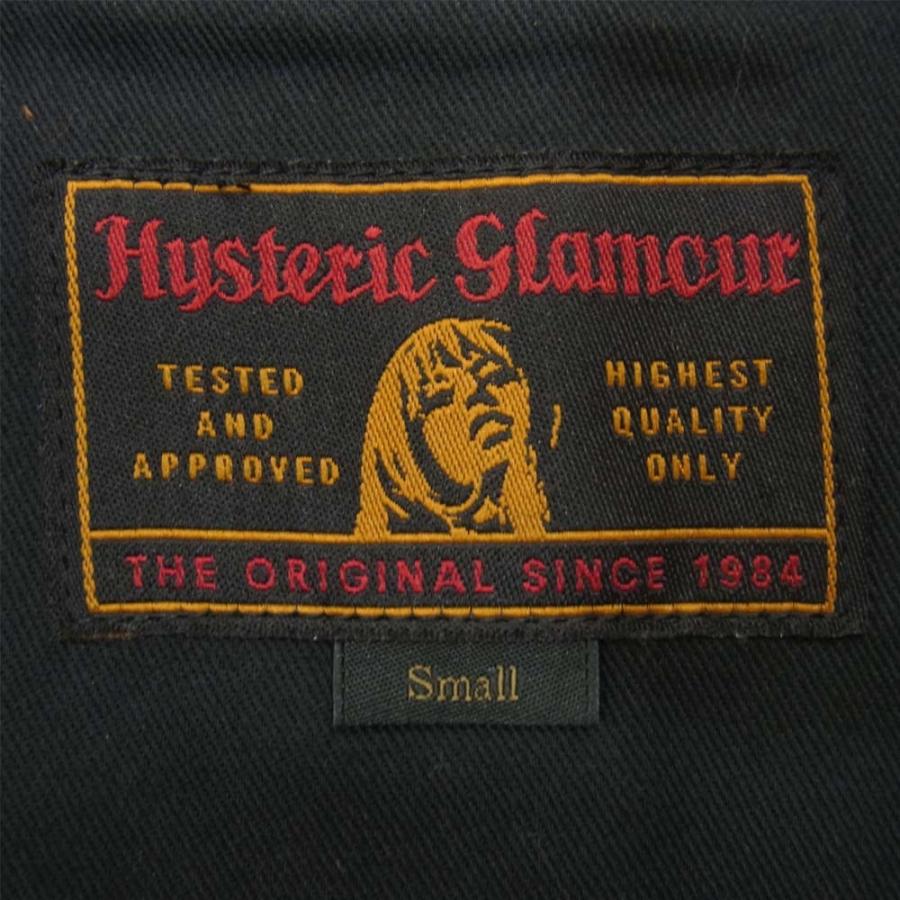 Hysteric Glamour
TESTED
AND
APPROVED
HIGHEST
QUALITY
ONLY
THE ORIGINAL SINCE 1984
Small